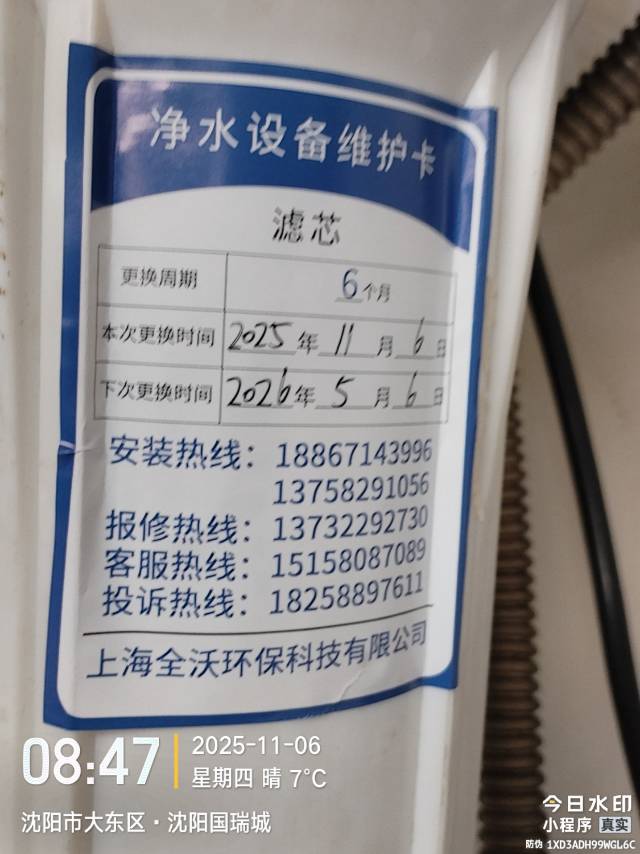 净水设备维护卡
滤芯
更换周期 6个月
本次更换时间 2025年11月6日
下次更换时间 2026年5月6日
安装热线：18867143996
13758291056
报修热线：13732292730
客服热线：15158087089
投诉热线：18258897611
上海全沃环保科技有限公司
08:47
2025-11-06
星期四 晴 7℃
沈阳市大东区·沈阳国瑞城
今日水印
小程序 真实
防伪 1XD3ADH99WGL6C